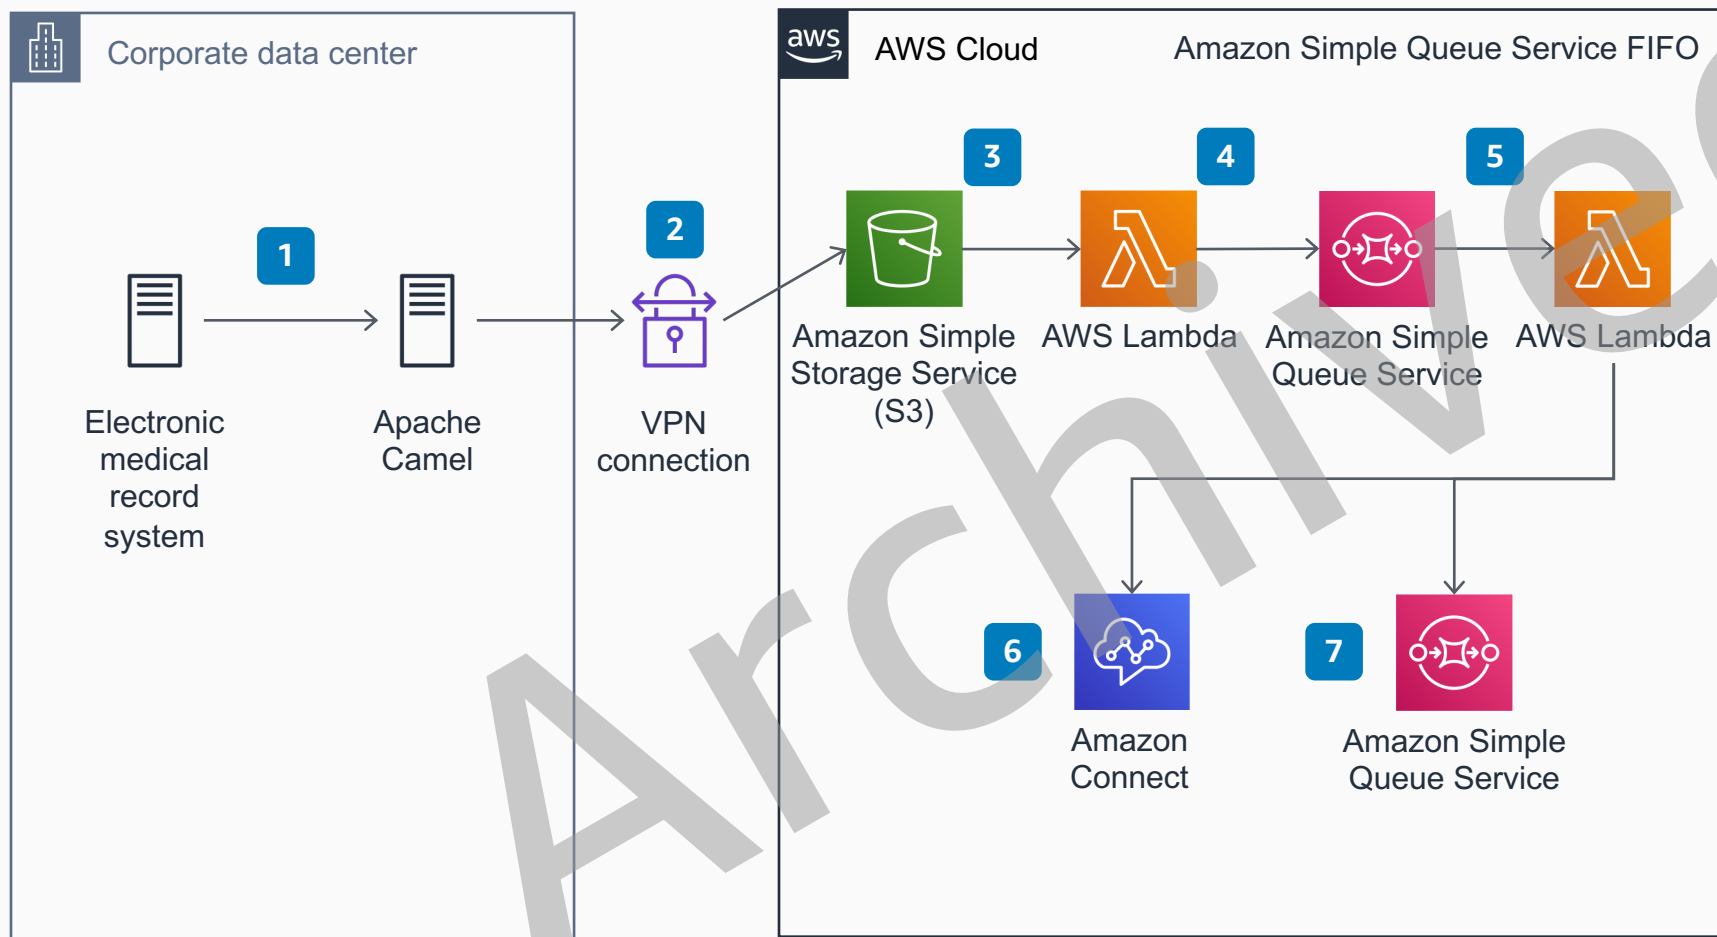 Corporate data center
aws
AWS Cloud
Amazon Simple Queue Service FIFO
1
2
3
4
5
Electronic
medical
record
system
Apache
Camel
VPN
connection
Amazon Simple
Storage Service
(S3)
AWS Lambda
Amazon Simple
Queue Service
AWS Lambda
6
7
Amazon
Connect
Amazon Simple
Queue Service
Archive